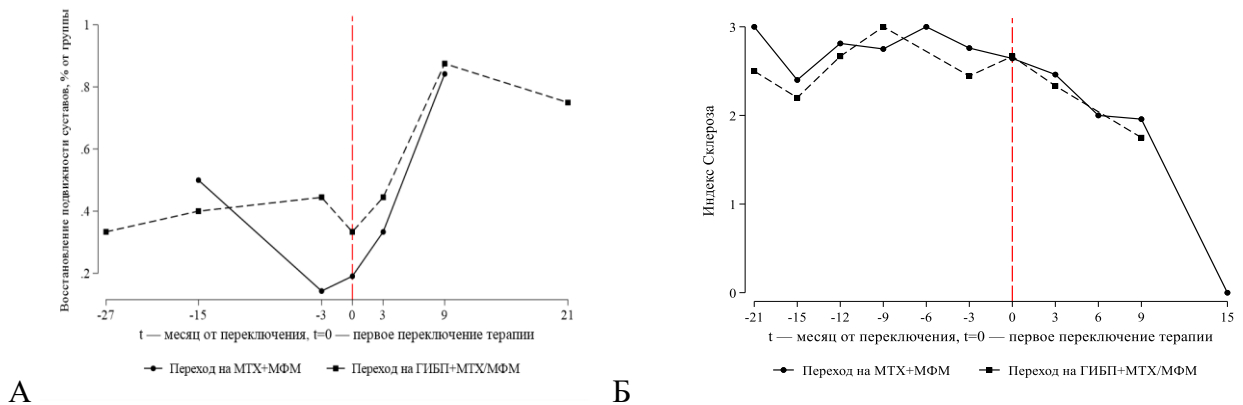 Восстановление подвижности суставов, % от группы
1
.8
.6
.4
.2
-27 -15 -3 0 3 9 21
t — месяц от переключения, t=0 — первое переключение терапии
Переход на МТХ+МФМ Переход на ГИБП+МТХ/МФМ
А
Индекс Склероза
3
2
1
0
-21 -15 -12 -9 -6 -3 0 3 6 9 15
t — месяц от переключения, t=0 — первое переключение терапии
Переход на МТХ+МФМ Переход на ГИБП+МТХ/МФМ
Б